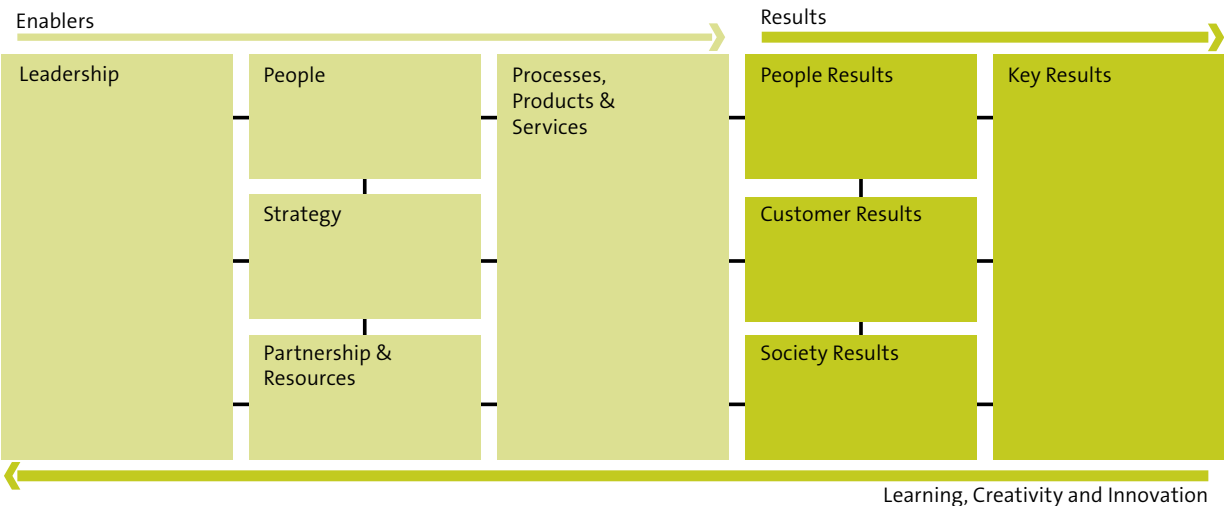 Enablers
Results
Leadership
People
Processes,
Products &
Services
People Results
Key Results
Strategy
Customer Results
Partnership &
Resources
Society Results
Learning, Creativity and Innovation